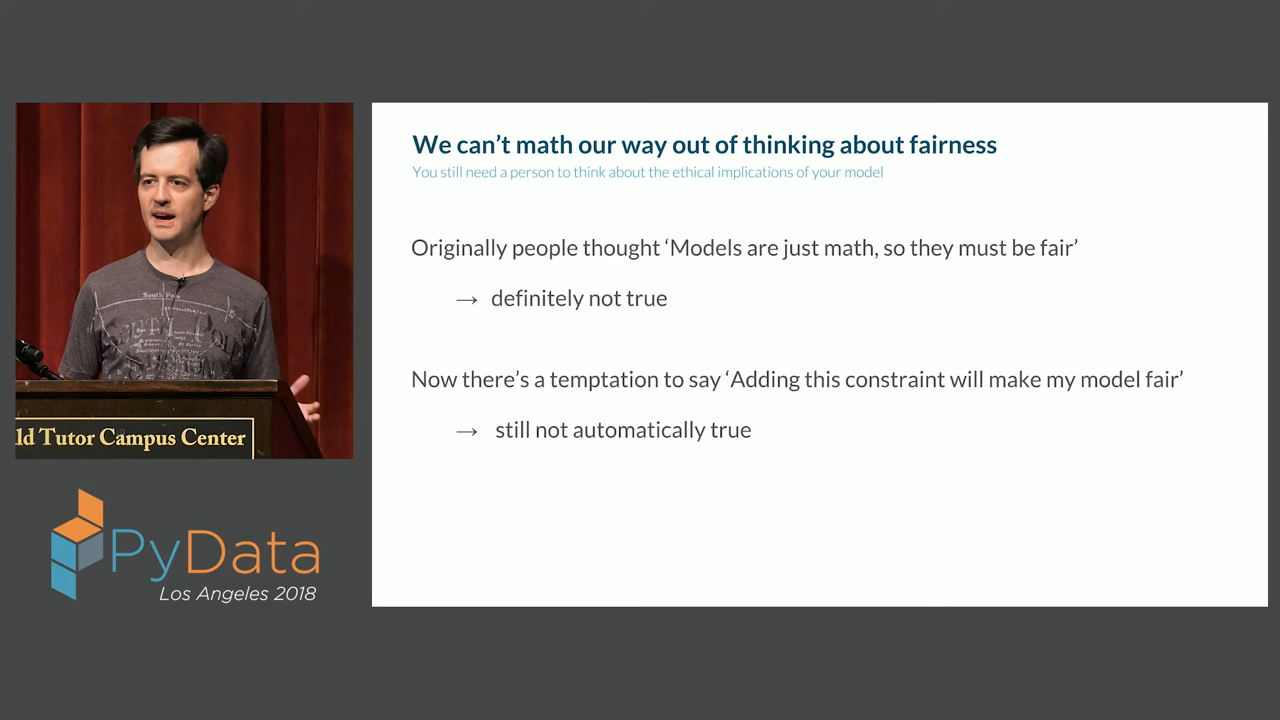 We can't math our way out of thinking about fairness
You still need a person to think about the ethical implications of your model
Originally people thought ‘Models are just math, so they must be fair’
→ definitely not true
Now there's a temptation to say ‘Adding this constraint will make my model fair’
→ still not automatically true
South Pole
ld Tutor Campus Center
PyData
Los Angeles 2018